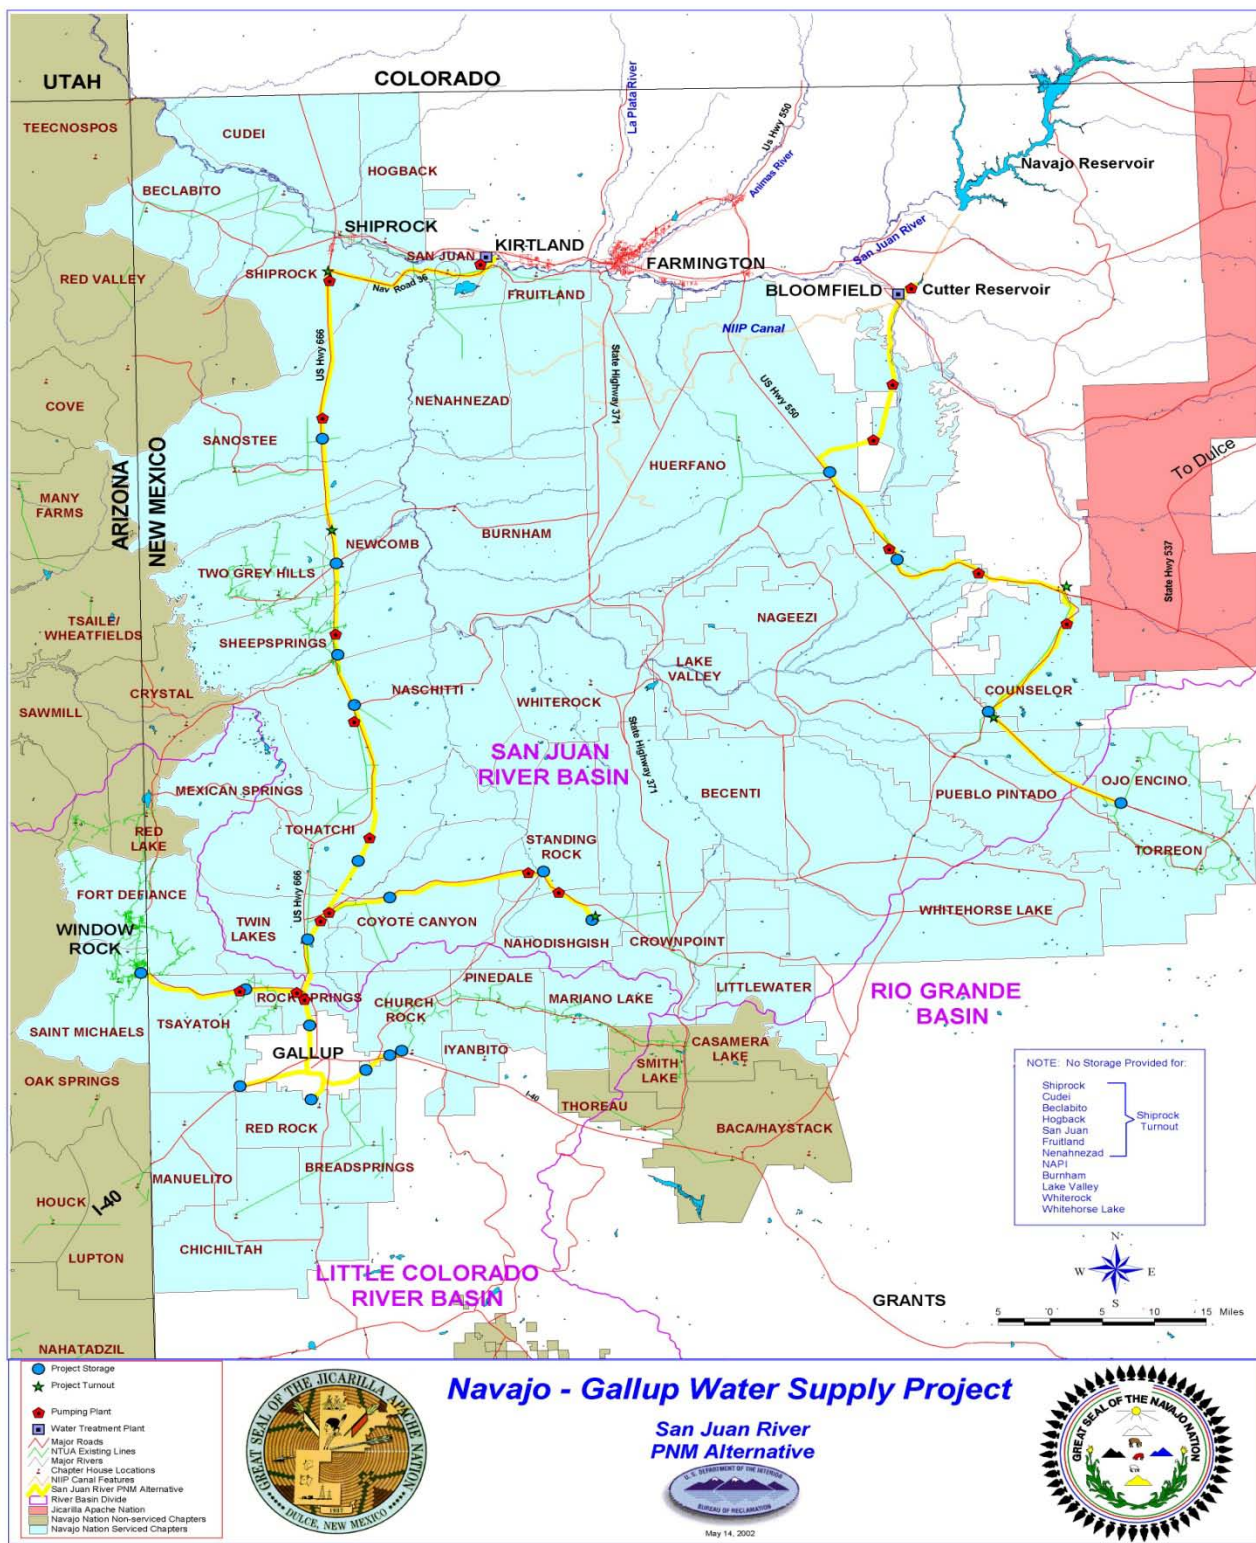 UTAH
COLORADO
TEECNOSPOS
CUDEI
La Plata River
Us Hwy 550
HOGBACK
Navajo Reservoir
BECLABITO
Animas River
SHIPROCK
KIRTLAND
San Juan River
SAN JUAN
FARMINGTON
RED VALLEY
SHIPROCK
Nav Road 36
FRUITLAND
BLOOMFIELD
Cutter Reservoir
NIIP Canal
US Hwy 666
State Highway 371
US Hwy 550
COVE
NENAHNEZAD
SANOSTEE
HUERFANO
To Dulce
ARIZONA
NEW MEXICO
MANY
FARMS
BURNHAM
NEWCOMB
TWO GREY HILLS
State Hwy 537
TSAILE/
WHEATFIELDS
NAGEEZI
SHEEPSPRINGS
LAKE
VALLEY
CRYSTAL
NASCHITTI
COUNSELOR
SAWMILL
WHITEROCK
State Highway 371
SAN JUAN
RIVER BASIN
OJO ENCINO
MEXICAN SPRINGS
BECENTI
PUEBLO PINTADO
RED
LAKE
TOHATCHI
STANDING
ROCK
TORREON
FORT DEFIANCE
US Hwy 666
WINDOW
ROCK
TWIN
LAKES
COYOTE CANYON
WHITEHORSE LAKE
NAHODISHGISH
CROWNPOINT
PINEDALE
LITTLEWATER
ROCK SPRINGS
CHURCH
ROCK
MARIANO LAKE
RIO GRANDE
BASIN
SAINT MICHAELS
TSAYATOH
GALLUP
IYANBITO
CASAMERA
LAKE
SMITH
LAKE
OAK SPRINGS
I-40
THOREAU
RED ROCK
BACA/HAYSTACK
NOTE: No Storage Provided for:
Shiprock
Cudei
Beclabito
Hogback
San Juan
Fruitland
Nenahnezad
Shiprock
Turnout
NAPI
Burnham
Lake Valley
Whiterock
Whitehorse Lake
BREADSPRINGS
MANUELITO
HOUCK
I-40
CHICHILTAH
LUPTON
LITTLE COLORADO
RIVER BASIN
N
W
E
S
GRANTS
5 0 5 10 15 Miles
NAHATADZIL
Project Storage
Project Turnout
Pumping Plant
Water Treatment Plant
Major Roads
NTUA Existing Lines
Major Rivers
Chapter House Locations
NIIP Canal Features
San Juan River PNM Alternative
River Basin Divide
Jicarilla Apache Nation
Navajo Nation Non-serviced Chapters
Navajo Nation Serviced Chapters
GREAT SEAL OF THE JICARILLA APACHE NATION
DULCE, NEW MEXICO
Navajo - Gallup Water Supply Project
San Juan River
PNM Alternative
U.S. DEPARTMENT OF THE INTERIOR
BUREAU OF RECLAMATION
May 14, 2002
GREAT SEAL OF THE NAVAJO NATION